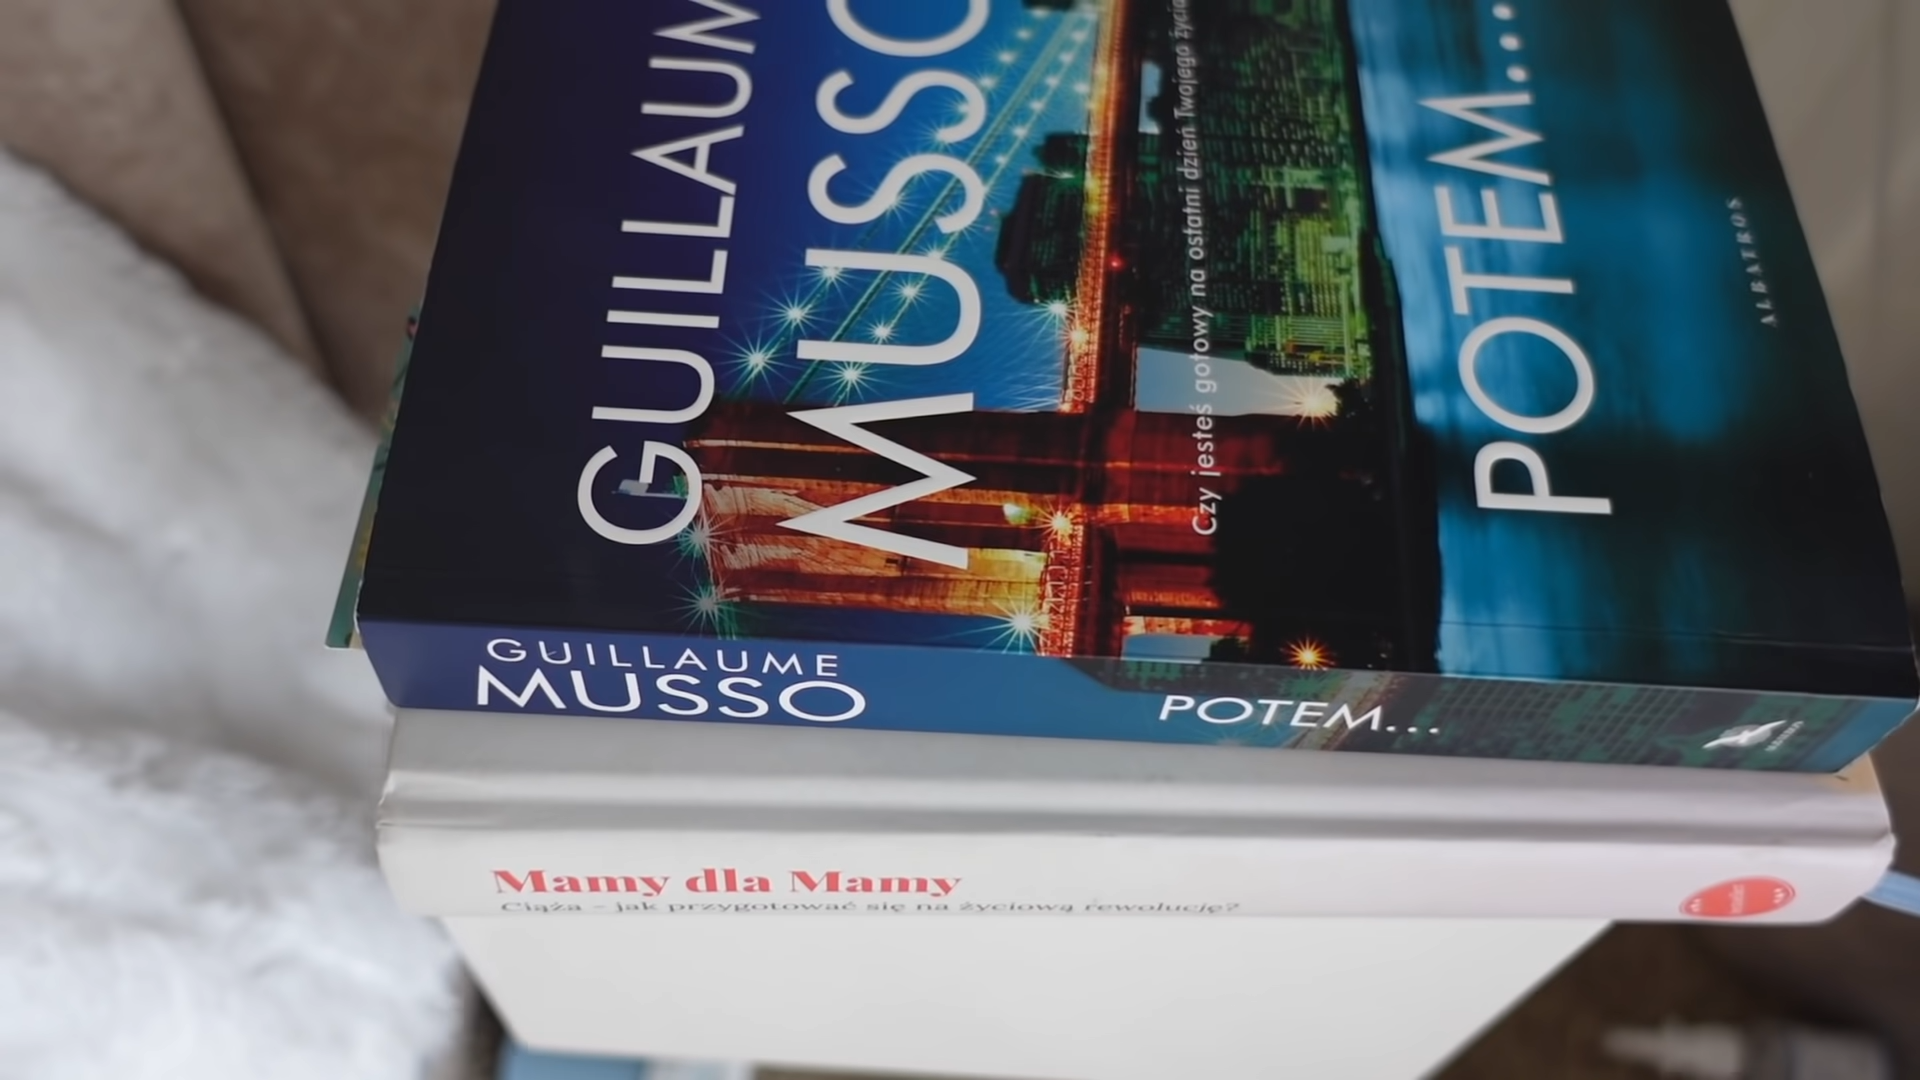 GUILLAUM
MUSSO
Czy jesteś gotowy na ostatni dzień Twojego życia
POTEM...
ALBATROS
GUILLAUME
MUSSO
POTEM...
Mamy dla Mamy
Ciąża – jak przygotować się na życiową rewolucję?